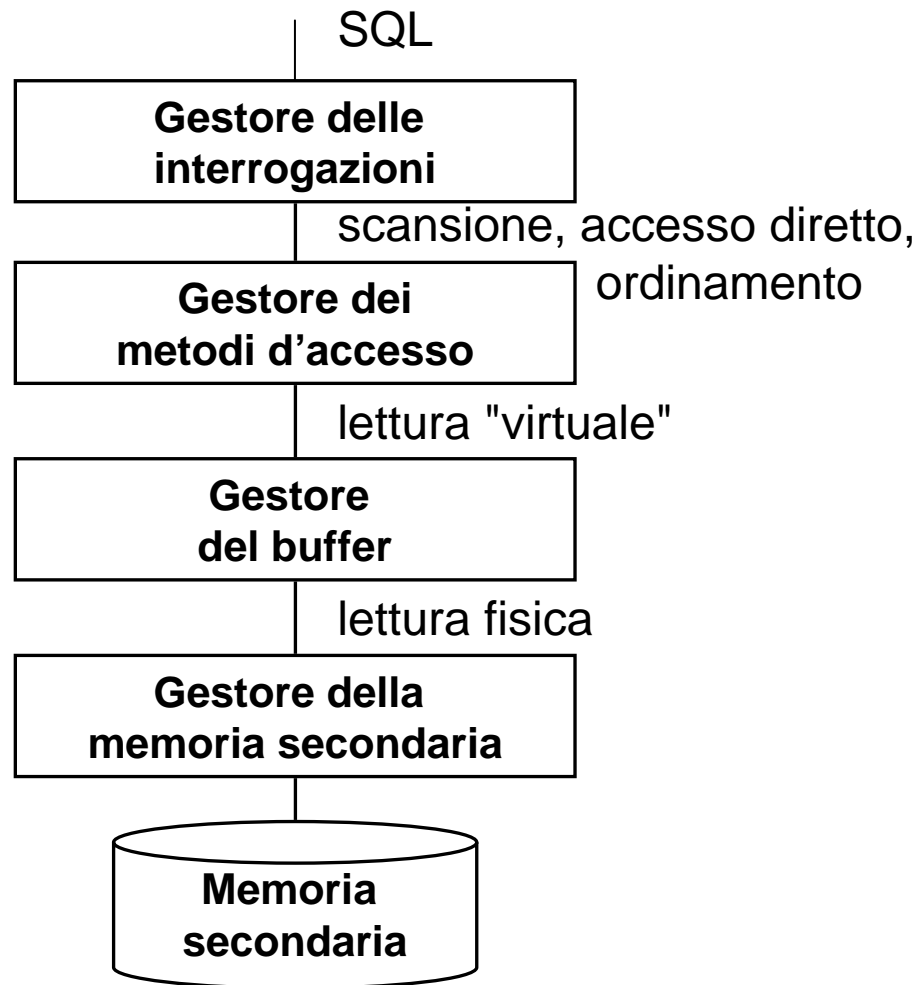 SQL
Gestore delle
interrogazioni
scansione, accesso diretto,
ordinamento
Gestore dei
metodi d’accesso
lettura "virtuale"
Gestore
del buffer
lettura fisica
Gestore della
memoria secondaria
Memoria
secondaria